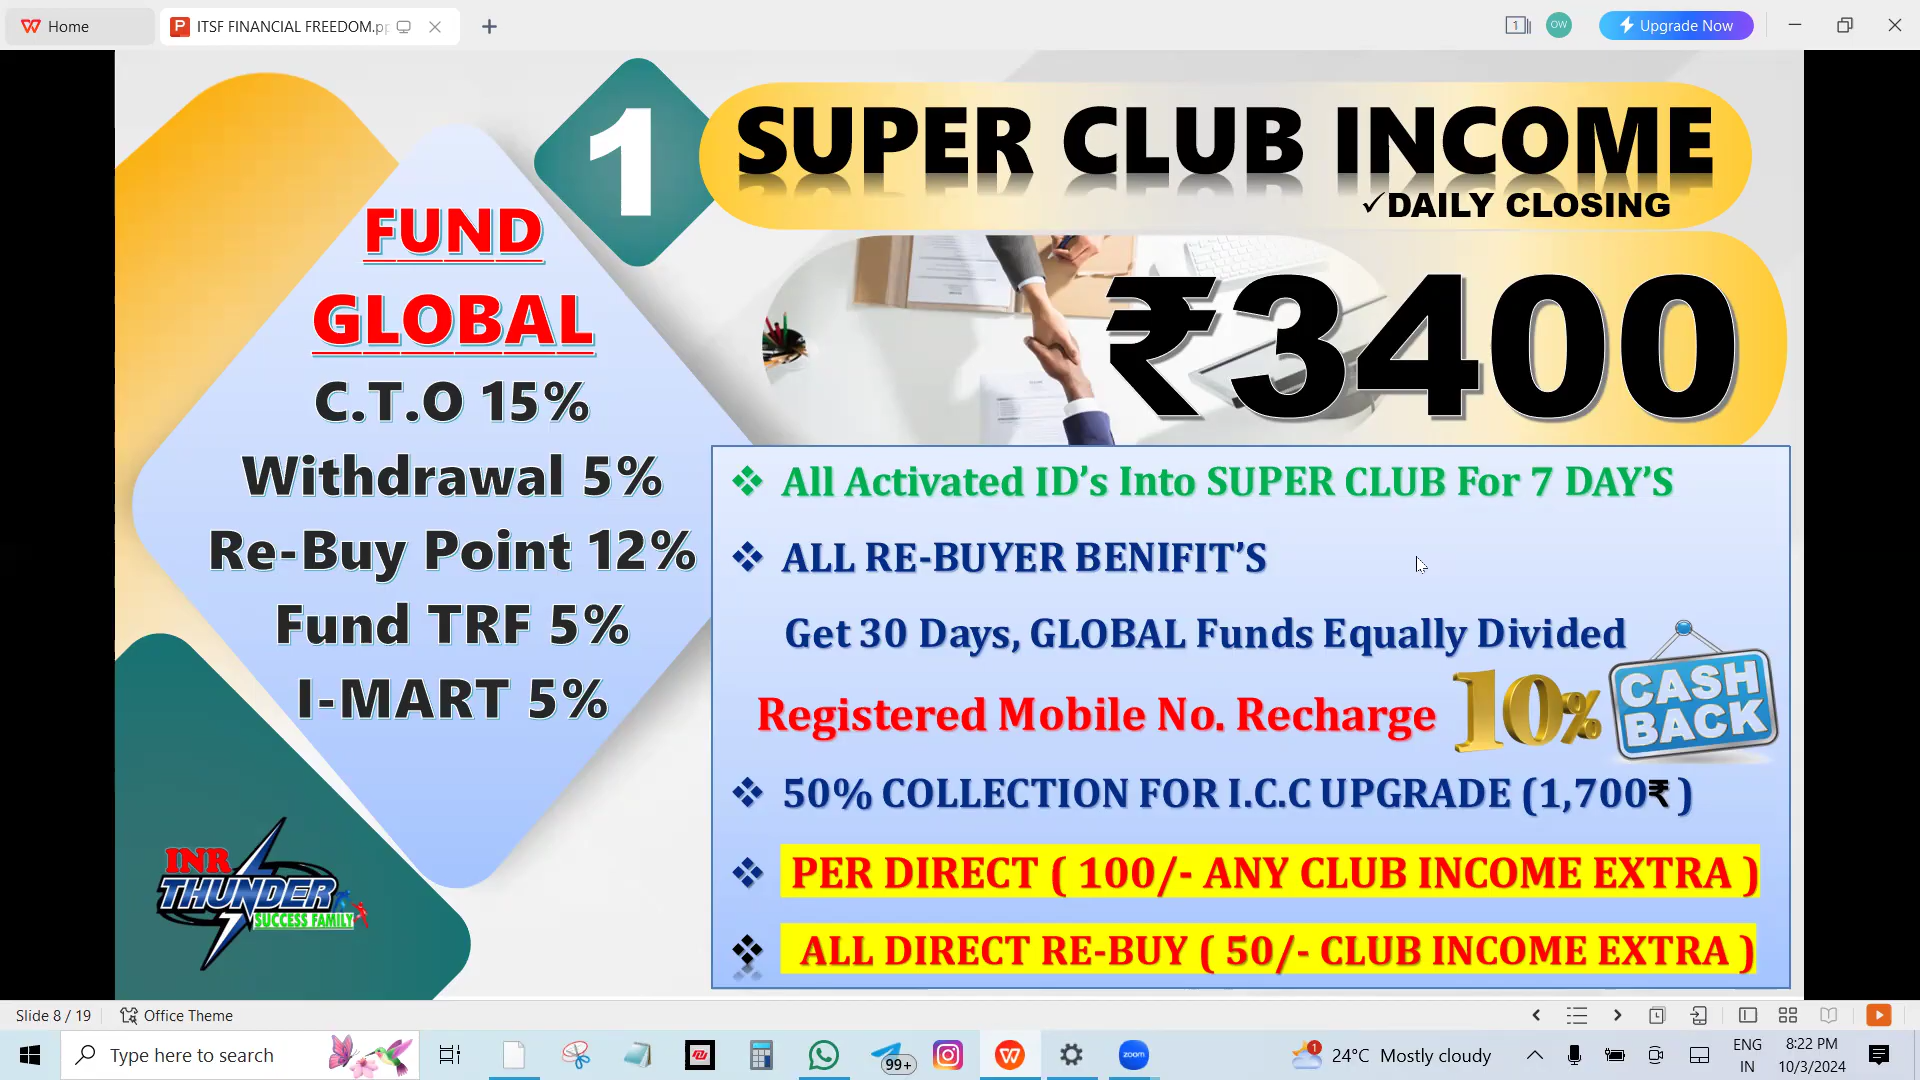 Home
ITSF FINANCIAL FREEDOM.pp
1
OW
Upgrade Now
1
SUPER CLUB INCOME
✓DAILY CLOSING
₹3400
FUND
GLOBAL
C.T.O 15%
Withdrawal 5%
Re-Buy Point 12%
Fund TRF 5%
I-MART 5%
INR
THUNDER
SUCCESS FAMILY
❖ All Activated ID’s Into SUPER CLUB For 7 DAY’S
❖ ALL RE-BUYER BENIFIT’S
Get 30 Days, GLOBAL Funds Equally Divided
Registered Mobile No. Recharge 10% CASH BACK
❖ 50% COLLECTION FOR I.C.C UPGRADE (1,700₹ )
❖ PER DIRECT ( 100/- ANY CLUB INCOME EXTRA )
❖ ALL DIRECT RE-BUY ( 50/- CLUB INCOME EXTRA )
Slide 8 / 19
Office Theme
Type here to search
99+
zoom
1
24°C Mostly cloudy
ENG
IN
8:22 PM
10/3/2024